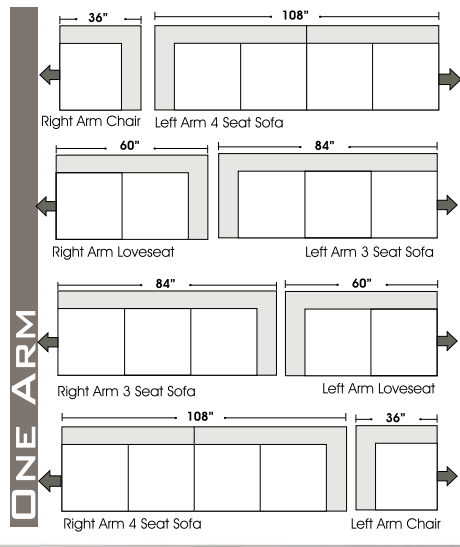 36"
108"
Right Arm Chair
Left Arm 4 Seat Sofa
60"
84"
Right Arm Loveseat
Left Arm 3 Seat Sofa
84"
60"
Right Arm 3 Seat Sofa
Left Arm Loveseat
108"
36"
Right Arm 4 Seat Sofa
Left Arm Chair
ONE ARM